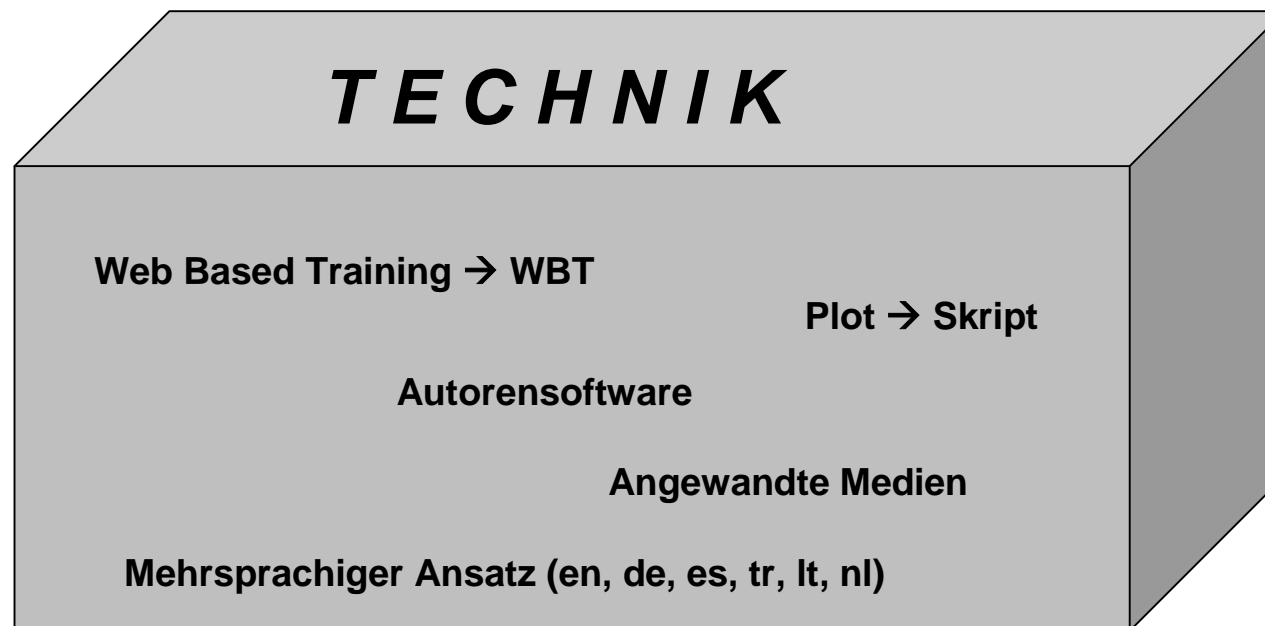 T E C H N I K
Web Based Training → WBT
Plot → Skript
Autorensoftware
Angewandte Medien
Mehrsprachiger Ansatz (en, de, es, tr, lt, nl)